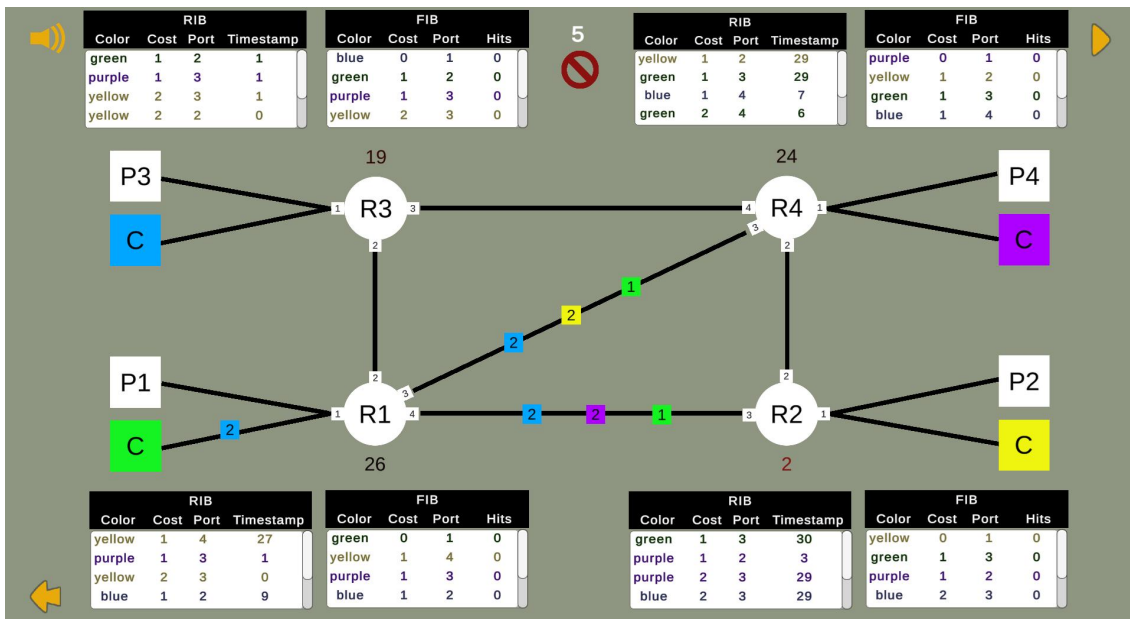 RIB
Color Cost Port Timestamp
green 1 2 1
purple 1 3 1
yellow 2 3 1
yellow 2 2 0
FIB
Color Cost Port Hits
blue 0 1 0
green 1 2 0
purple 1 3 0
yellow 2 3 0
5
RIB
Color Cost Port Timestamp
yellow 1 2 29
green 1 3 29
blue 1 4 7
green 2 4 6
FIB
Color Cost Port Hits
purple 0 1 0
yellow 1 2 0
green 1 3 0
blue 1 4 0
19
24
P3
C
1 R3 3
2
4 R4 1
3
2
P4
C
1
2
2
P1
C
2
2
3
1 R1 4
26
2 2 1
2
3 R2 1
2
P2
C
RIB
Color Cost Port Timestamp
yellow 1 4 27
purple 1 3 1
yellow 2 3 0
blue 1 2 9
FIB
Color Cost Port Hits
green 0 1 0
yellow 1 4 0
purple 1 3 0
blue 1 2 0
RIB
Color Cost Port Timestamp
green 1 3 30
purple 1 2 3
purple 2 3 29
blue 2 3 29
FIB
Color Cost Port Hits
yellow 0 1 0
green 1 3 0
purple 1 2 0
blue 2 3 0